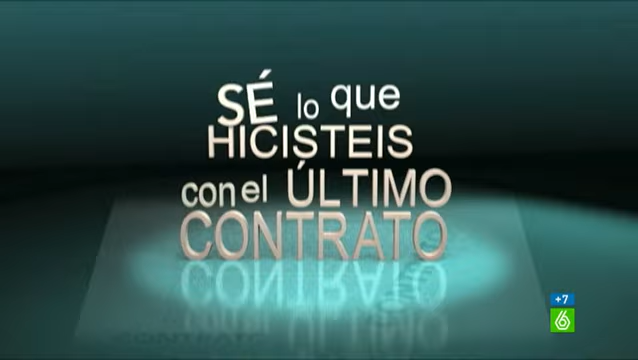 SÉ lo que
HICISTEIS
con el ÚLTIMO
CONTRATO
+7
6